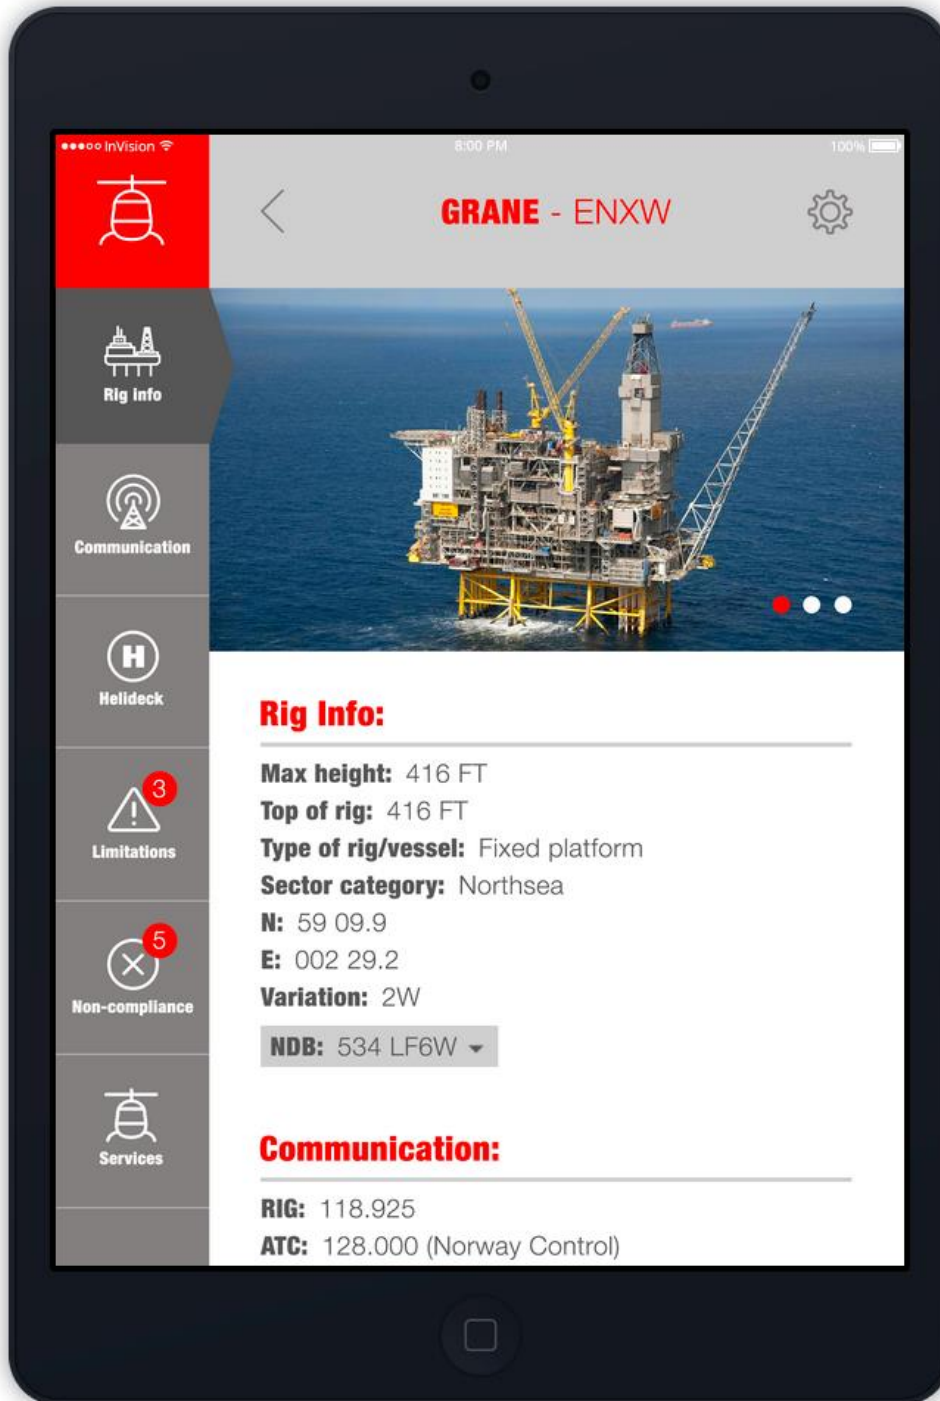 InVision
8:00 PM
100%
GRANE - ENXW
Rig info
Communication
H
Helideck
3
Limitations
5
Non-compliance
Services
Rig Info:
Max height: 416 FT
Top of rig: 416 FT
Type of rig/vessel: Fixed platform
Sector category: Northsea
N: 59 09.9
E: 002 29.2
Variation: 2W
NDB: 534 LF6W
Communication:
RIG: 118.925
ATC: 128.000 (Norway Control)